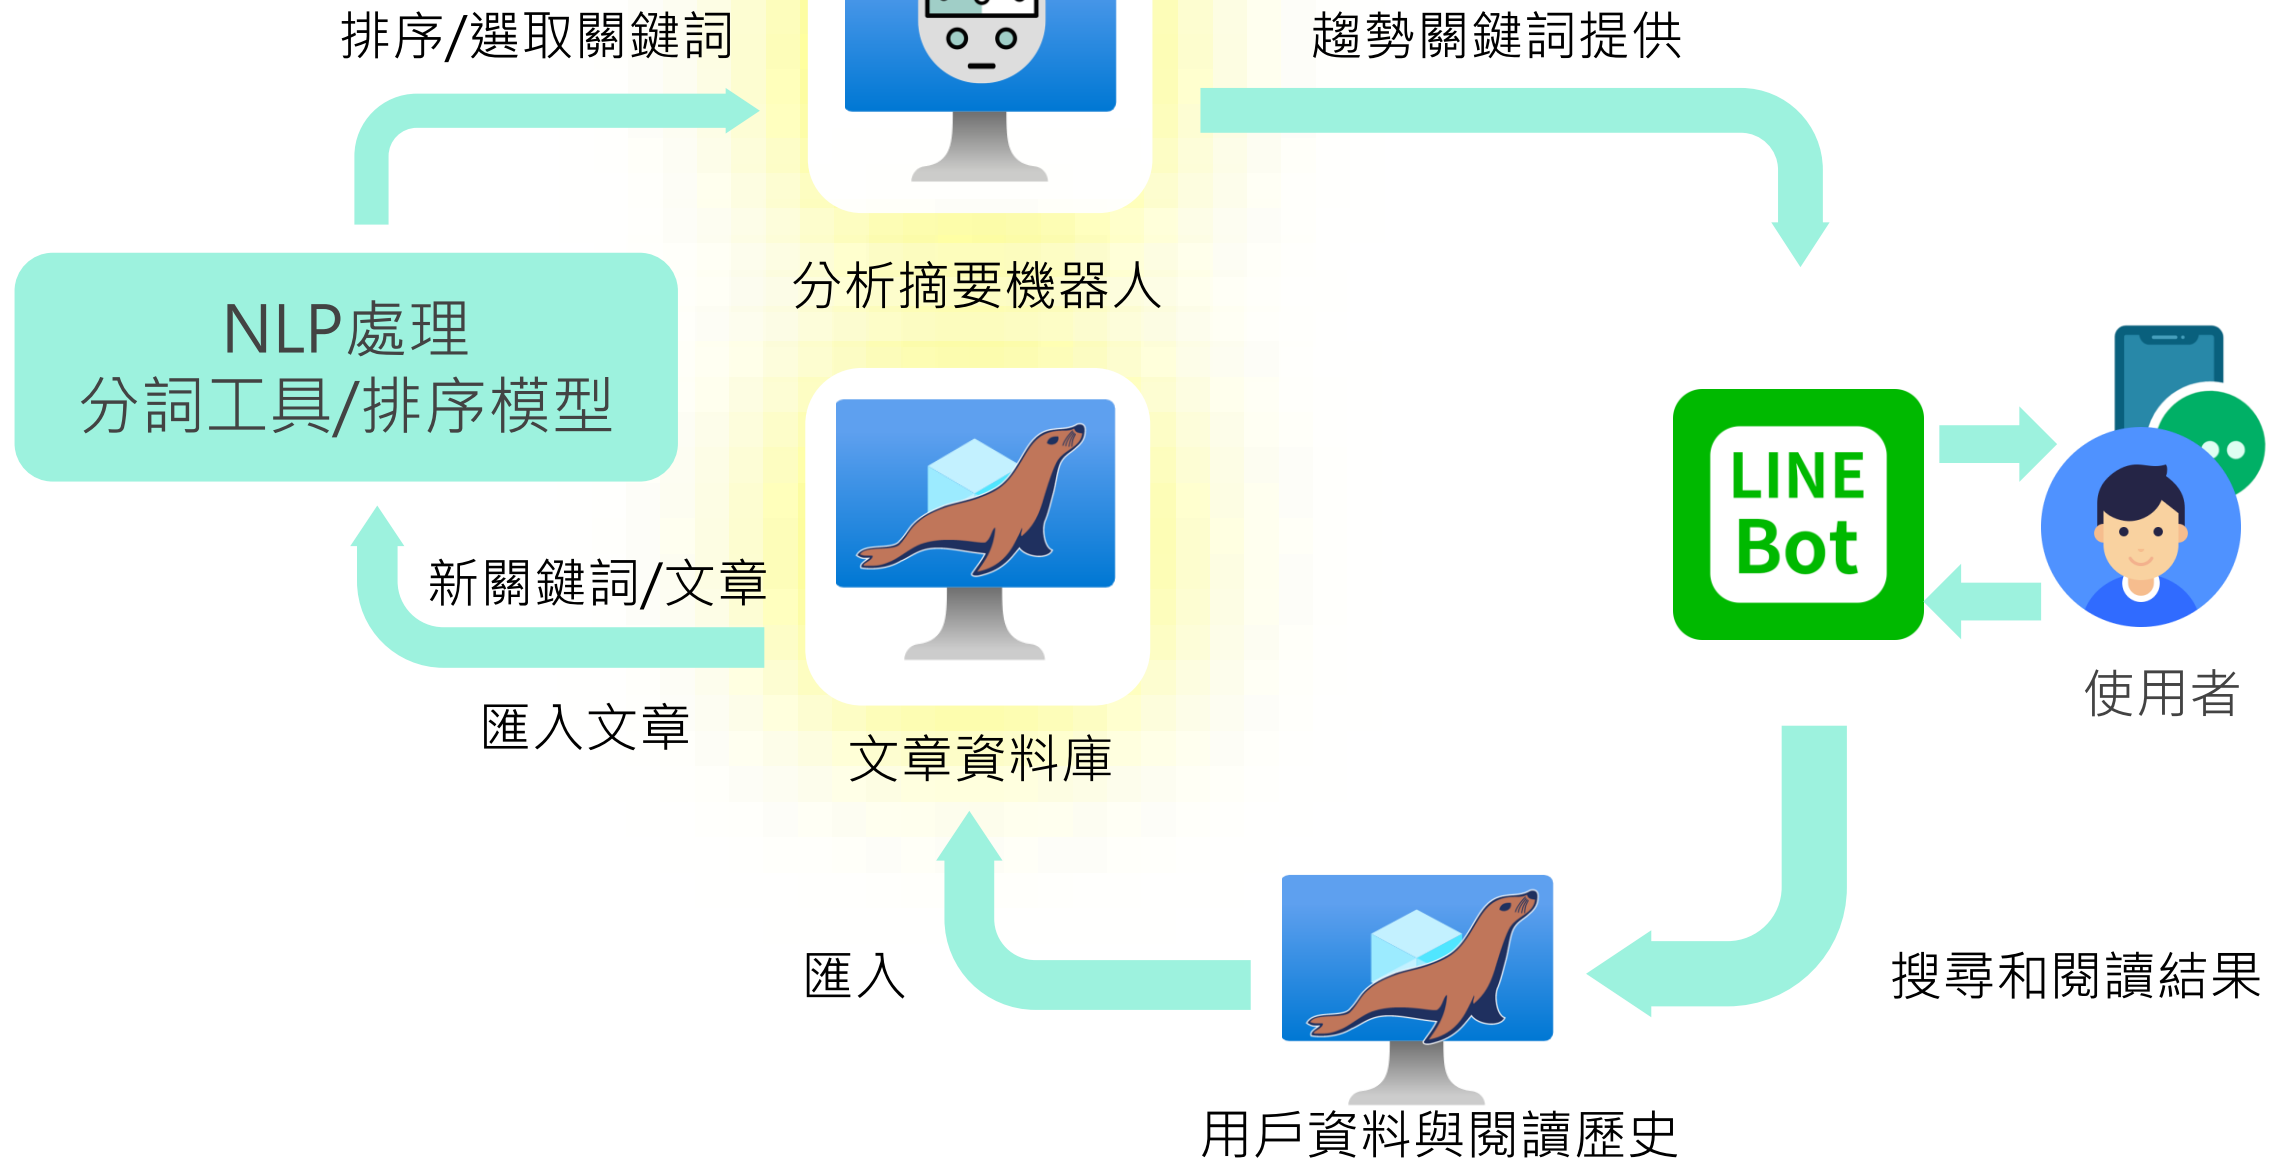 排序/選取關鍵詞
趨勢關鍵詞提供
分析摘要機器人
NLP處理
分詞工具/排序模型
LINE
Bot
新關鍵詞/文章
匯入文章
使用者
文章資料庫
匯入
搜尋和閱讀結果
用戶資料與閱讀歷史